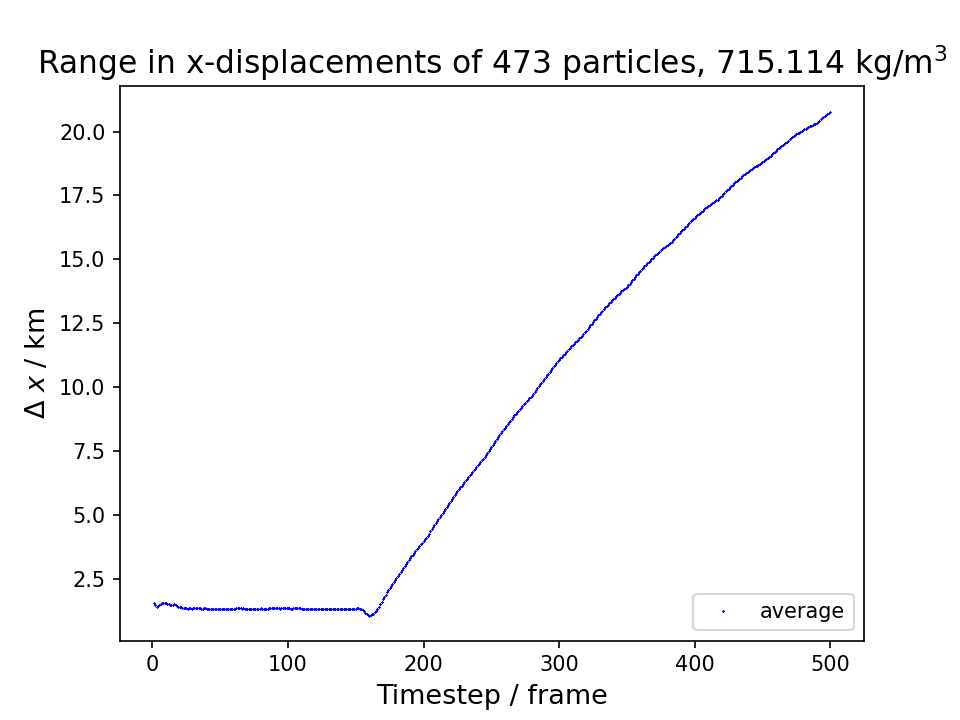 Range in x-displacements of 473 particles, 715.114 kg/m³
20.0
17.5
15.0
12.5
10.0
7.5
5.0
2.5
Δ x / km
average
0 100 200 300 400 500
Timestep / frame